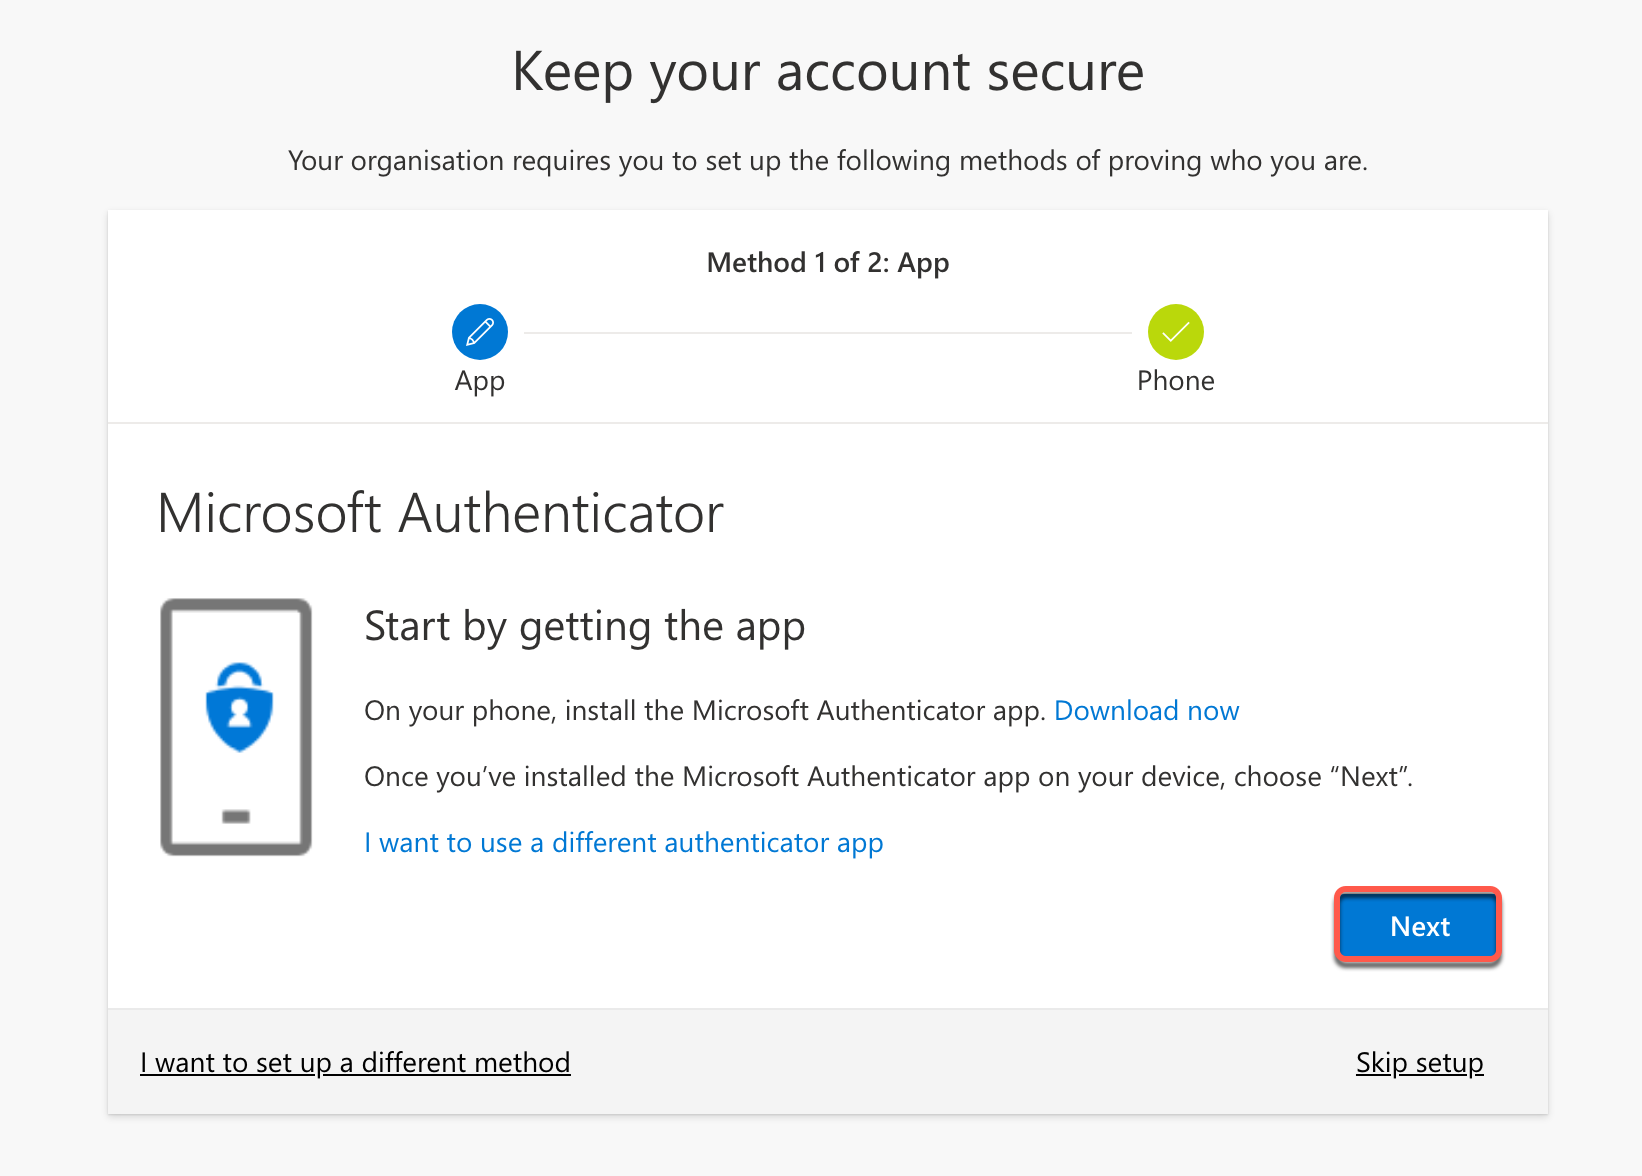 Keep your account secure
Your organisation requires you to set up the following methods of proving who you are.
Method 1 of 2: App
App
Phone
Microsoft Authenticator
Start by getting the app
On your phone, install the Microsoft Authenticator app. Download now
Once you’ve installed the Microsoft Authenticator app on your device, choose “Next”.
I want to use a different authenticator app
Next
I want to set up a different method
Skip setup